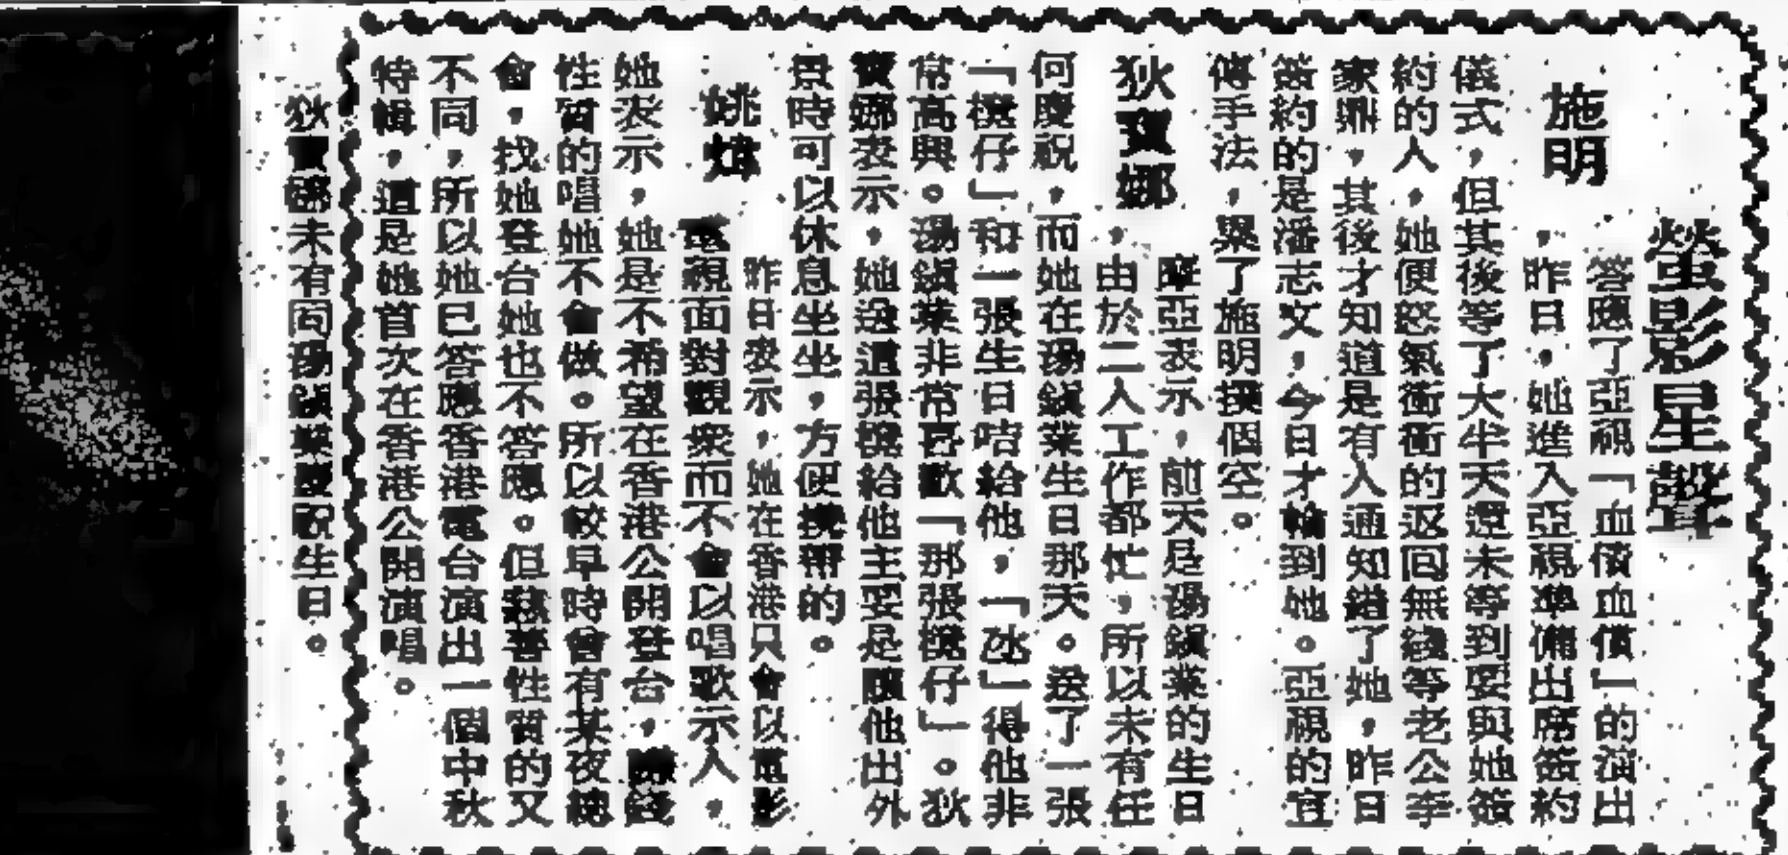 螢影星聲
施明
答應了亞視「血債血償」的演出
，昨日，她進入亞視準備出席簽約
儀式，但其後等了大半天還未等到要與她簽
約的人，她便怒氣衝衝的返回無綫等老公李
家鼎，其後才知道是有人通知錯了她，昨日
簽約的是潘志文，今日才輪到她。亞視的宣
傳手法，累了施明摸個空。
狄寶娜
摩亞表示，前天是湯鎮業的生日
，由於二人工作都忙，所以未有任
何慶祝，而她在湯鎮業生日那天。送了一張
「櫈仔」和一張生日咭給他，「氹」得他非
常高興。湯鎮業非常喜歡「那張櫈仔」。狄
寶娜表示，她送這張櫈給他主要是讓他出外
景時可以休息坐坐，方便携帶的。
姚煒
昨日表示，她在香港只會以電影
電視面對觀衆而不會以唱歌示人，
她表示，她是不希望在香港公開登台，賺錢
性質的唱她不會做。所以較早時曾有某夜總
會，找她登台她也不答應。但慈善性質的又
不同，所以她已答應香港電台演出一個中秋
特輯，這是她首次在香港公開演唱。
狄寶娜未有同湯鎮業慶祝生日。